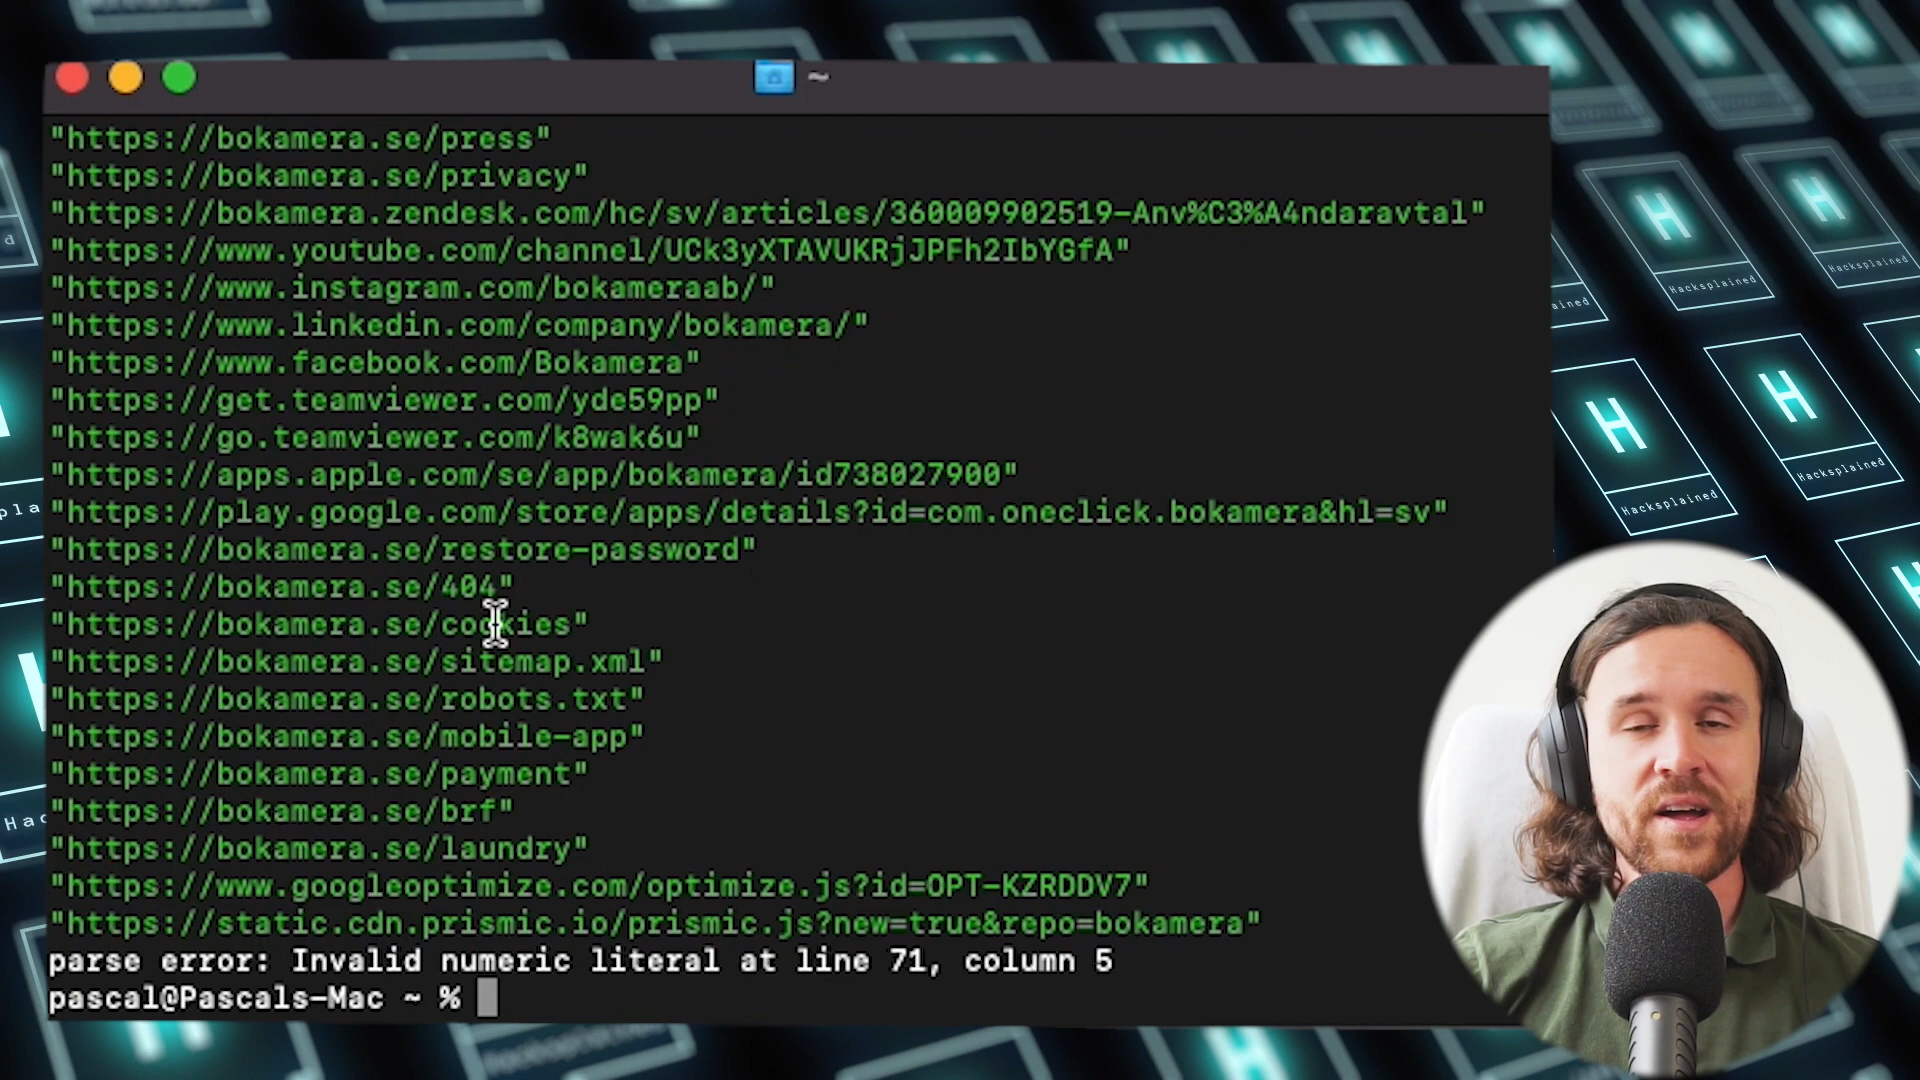 ~
"https://bokamera.se/press"
"https://bokamera.se/privacy"
"https://bokamera.zendesk.com/hc/sv/articles/360009902519-Anv%C3%A4ndaravtal"
"https://www.youtube.com/channel/UCk3yXTAVUKRjJPFh2IbYGfA"
"https://www.instagram.com/bokameraab/"
"https://www.linkedin.com/company/bokamera/"
"https://www.facebook.com/Bokamera"
"https://get.teamviewer.com/yde59pp"
"https://go.teamviewer.com/k8wak6u"
"https://apps.apple.com/se/app/bokamera/id738027900"
"https://play.google.com/store/apps/details?id=com.oneclick.bokamera&hl=sv"
"https://bokamera.se/restore-password"
"https://bokamera.se/404"
"https://bokamera.se/cookies"
"https://bokamera.se/sitemap.xml"
"https://bokamera.se/robots.txt"
"https://bokamera.se/mobile-app"
"https://bokamera.se/payment"
"https://bokamera.se/brf"
"https://bokamera.se/laundry"
"https://www.googleoptimize.com/optimize.js?id=OPT-KZRDDV7"
"https://static.cdn.prismic.io/prismic.js?new=true&repo=bokamera"
parse error: Invalid numeric literal at line 71, column 5
pascal@Pascals-Mac ~ %
H
Hacksplained
H
Hacksplained
H
Hacksplained
H
Hacksplained